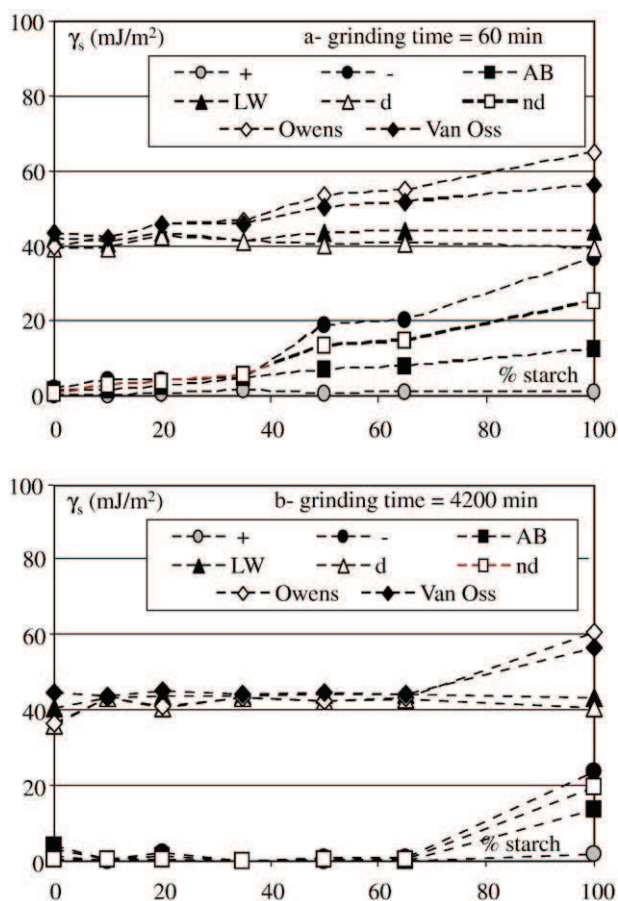 100
γs (mJ/m²)
a- grinding time = 60 min
+
-
AB
LW
d
nd
Owens
Van Oss
80
60
40
20
% starch
0
0
20
40
60
80
100
100
γs (mJ/m²)
b- grinding time = 4200 min
+
-
AB
LW
d
nd
Owens
Van Oss
80
60
40
20
% starch
0
0
20
40
60
80
100